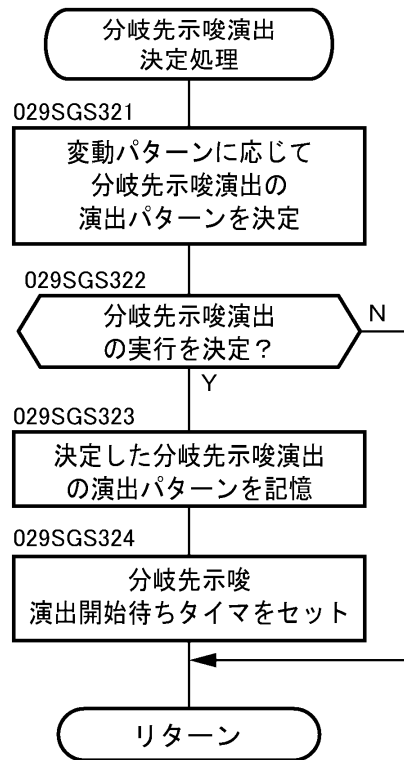 分岐先示唆演出
決定処理
029SGS321
変動パターンに応じて
分岐先示唆演出の
演出パターンを決定
029SGS322
分岐先示唆演出
の実行を決定？
N
Y
029SGS323
決定した分岐先示唆演出
の演出パターンを記憶
029SGS324
分岐先示唆
演出開始待ちタイマをセット
リターン